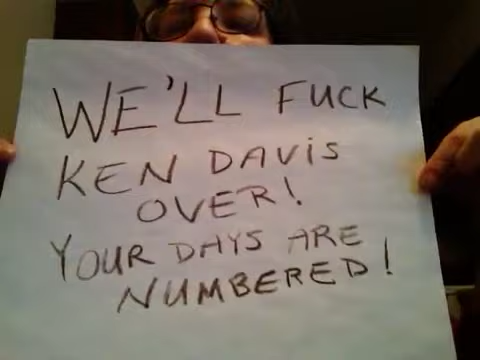 WE'LL FUCK
KEN DAVIS
OVER!
YOUR DAYS ARE
NUMBERED!